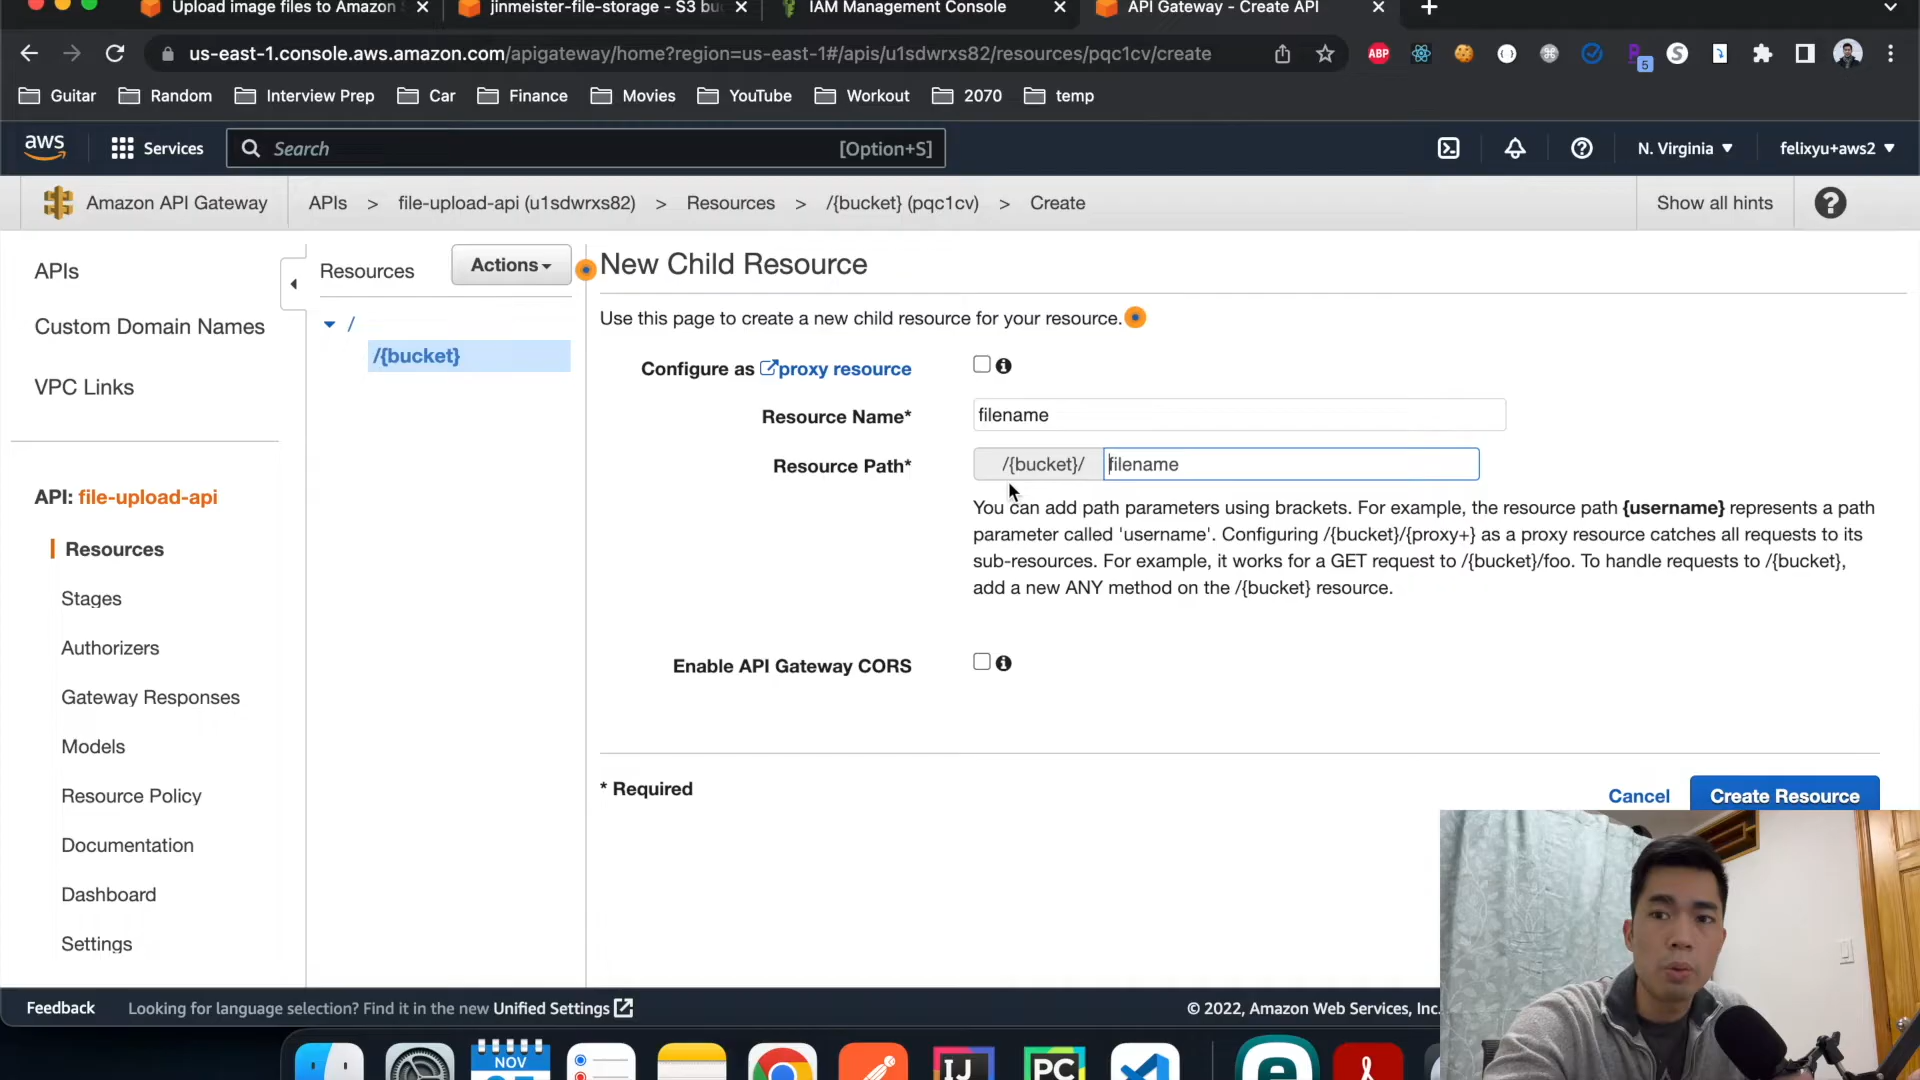 Upload image files to Amazon S
jinmeister-file-storage - S3 buc
IAM Management Console
API Gateway - Create API
us-east-1.console.aws.amazon.com/apigateway/home?region=us-east-1#/apis/u1sdwrxs82/resources/pqc1cv/create
ABP
5
Guitar
Random
Interview Prep
Car
Finance
Movies
YouTube
Workout
2070
temp
aws
Services
Search
[Option+S]
N. Virginia
felixyu+aws2
Amazon API Gateway
APIs > file-upload-api (u1sdwrxs82) > Resources > /{bucket} (pqc1cv) > Create
Show all hints
?
APIs
Custom Domain Names
VPC Links
API: file-upload-api
Resources
Stages
Authorizers
Gateway Responses
Models
Resource Policy
Documentation
Dashboard
Settings
Resources
Actions
/
/{bucket}
New Child Resource
Use this page to create a new child resource for your resource.
Configure as proxy resource
Resource Name*
filename
Resource Path*
/{bucket}/
filename
You can add path parameters using brackets. For example, the resource path {username} represents a path
parameter called 'username'. Configuring /{bucket}/{proxy+} as a proxy resource catches all requests to its
sub-resources. For example, it works for a GET request to /{bucket}/foo. To handle requests to /{bucket},
add a new ANY method on the /{bucket} resource.
Enable API Gateway CORS
* Required
Cancel
Create Resource
Feedback
Looking for language selection? Find it in the new Unified Settings
© 2022, Amazon Web Services, Inc.
NOV
IJ
PC